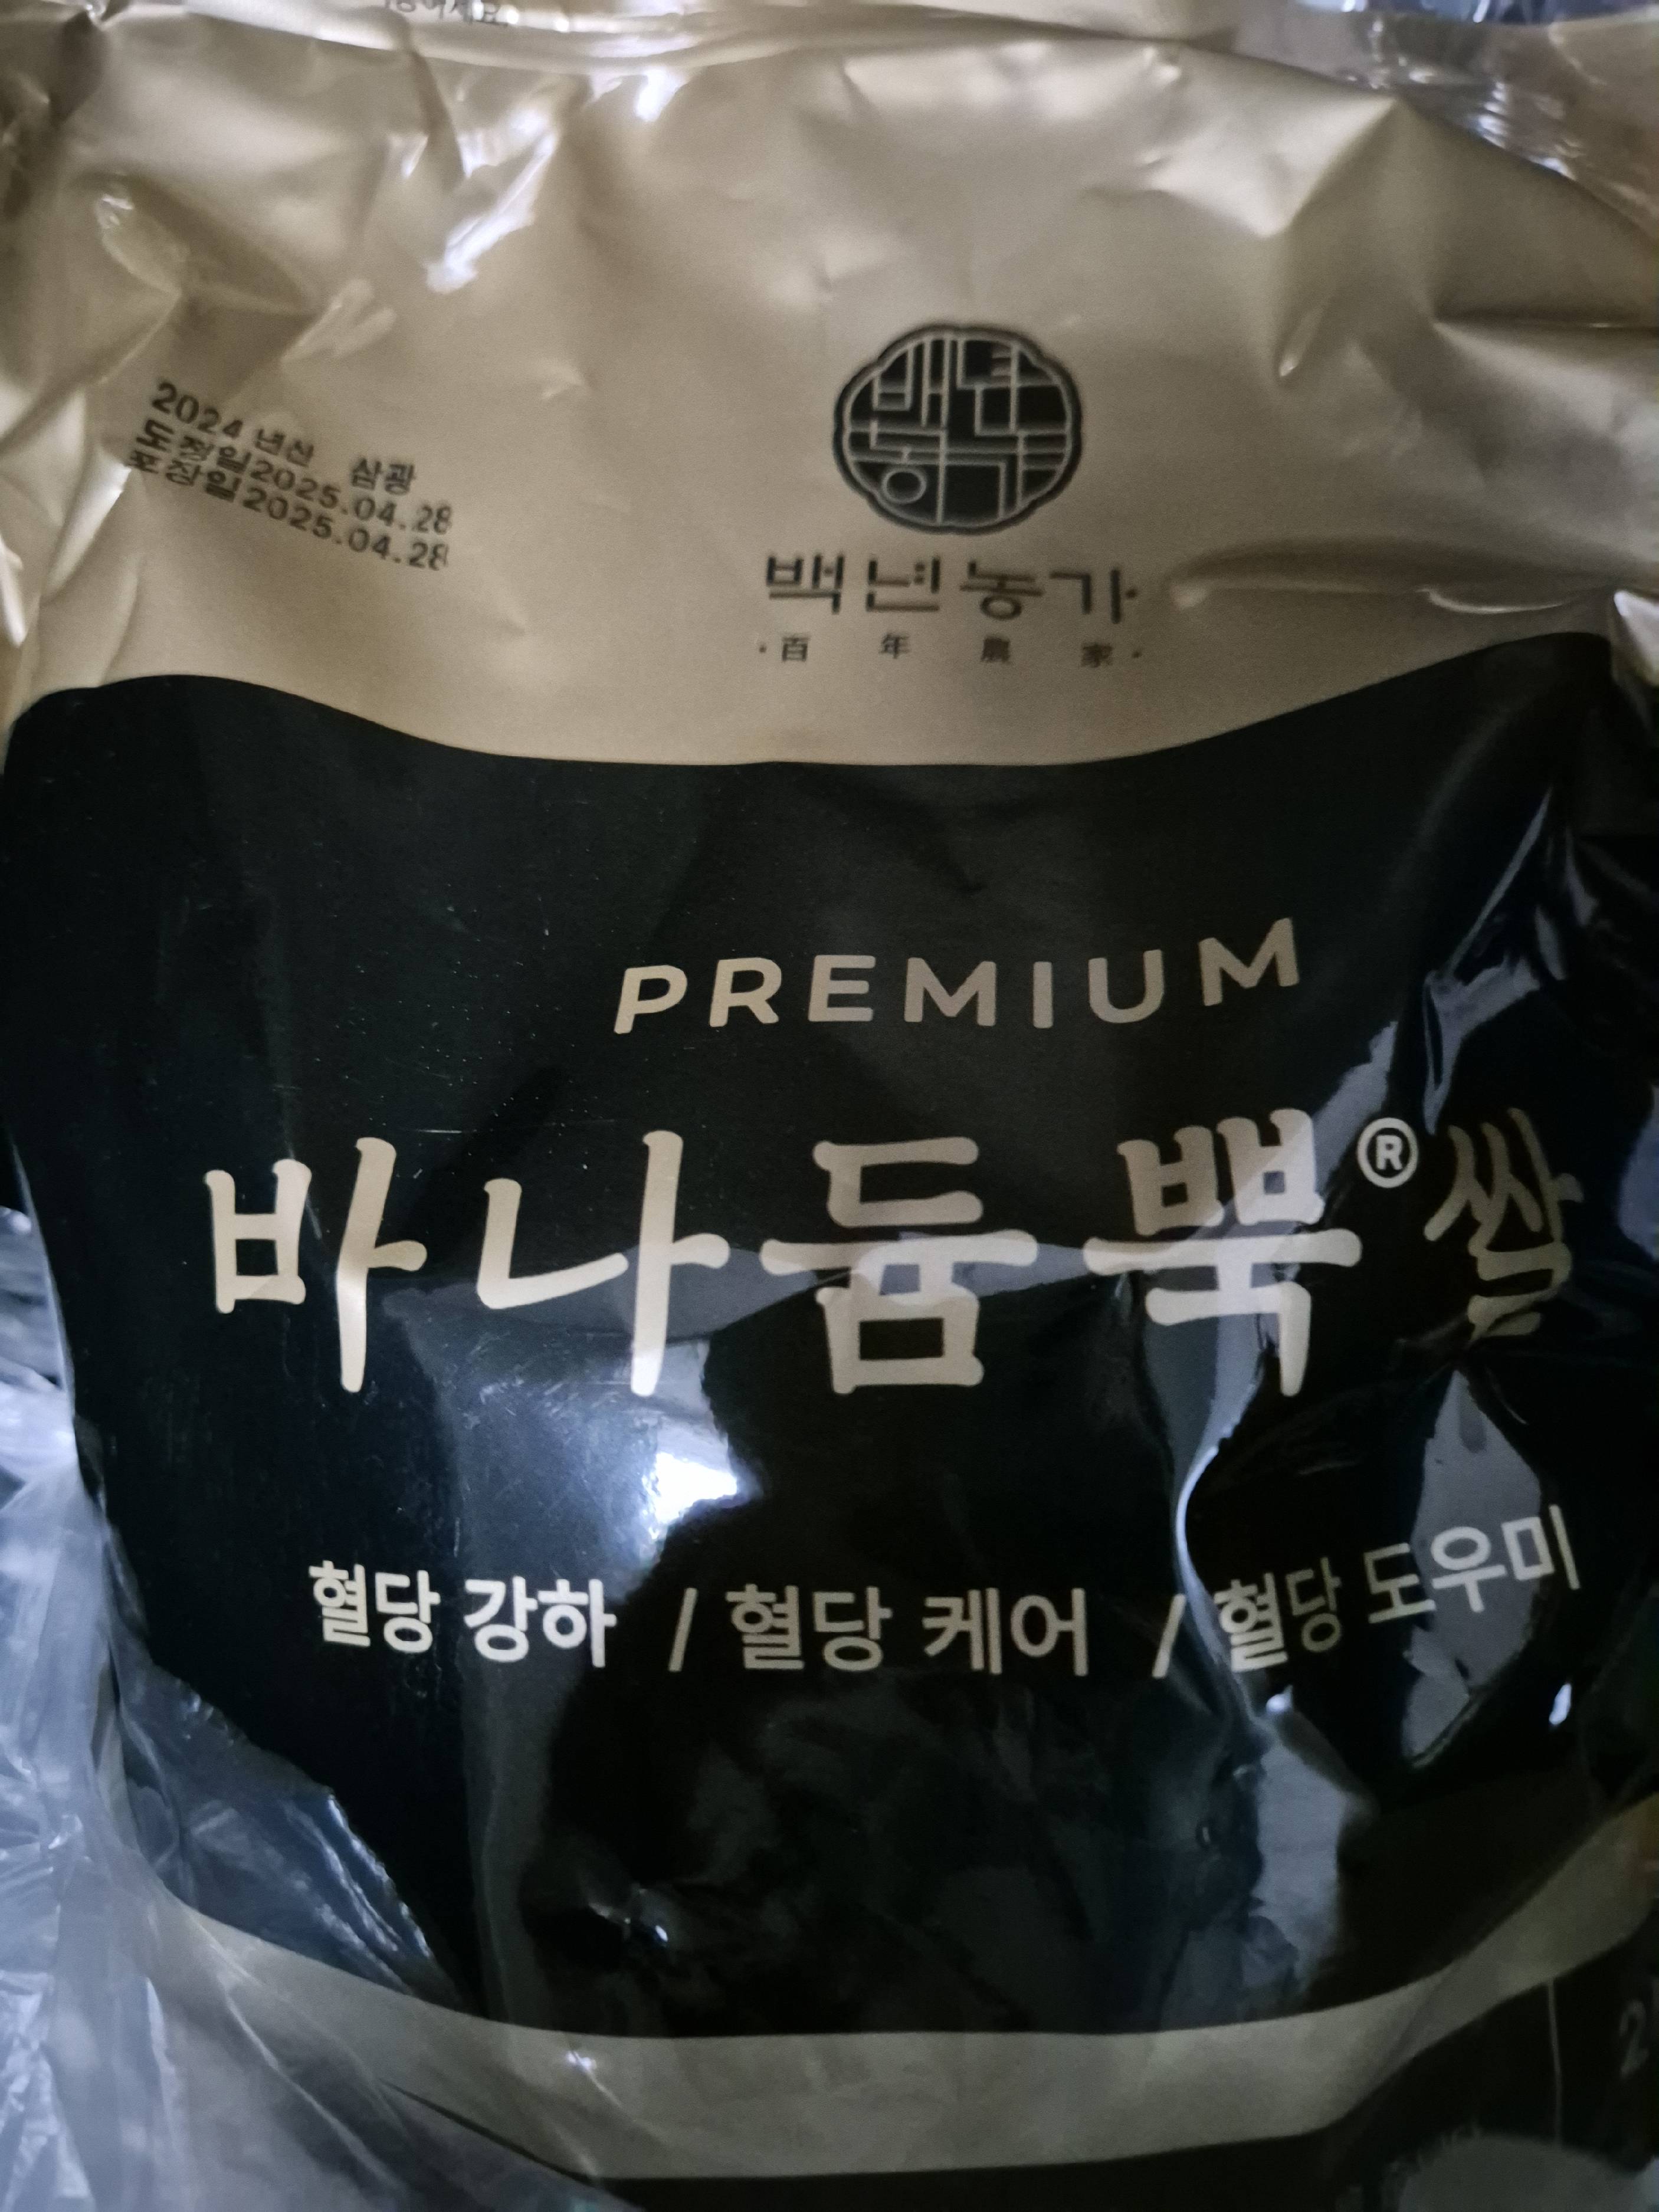 2024 년산 삼광
도정일2025.04.28
포장일2025.04.28
백년농가
·百年農家·
PREMIUM
바나듐뿍® 쌀
혈당 강하 / 혈당 케어 / 혈당 도우미
2